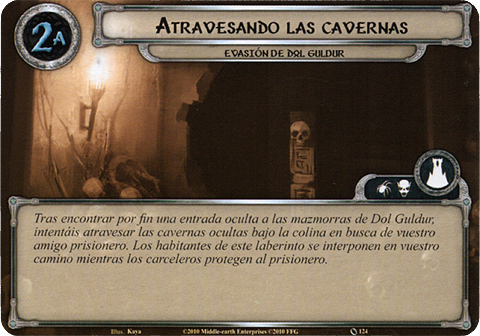 2A
ATRAVESANDO LAS CAVERNAS
EVASIÓN DE DOL GULDUR
Tras encontrar por fin una entrada oculta a las mazmorras de Dol Guldur,
intentáis atravesar las cavernas ocultas bajo la colina en busca de vuestro
amigo prisionero. Los habitantes de este laberinto se interponen en vuestro
camino mientras los carceleros protegen al prisionero.
Illus. Kaya ©2010 Middle-earth Enterprises ©2010 FFG 124